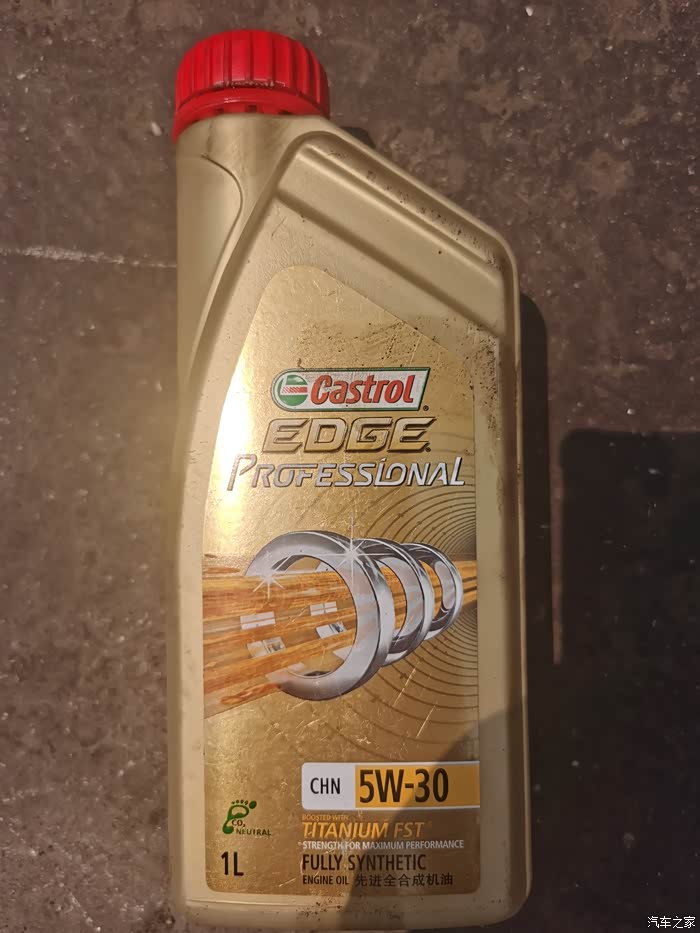 Castrol
EDGE
PROFESSIONAL
CHN 5W-30
BOOSTED WITH
TITANIUM FST
STRENGTH FOR MAXIMUM PERFORMANCE
CO₂
NEUTRAL
1L
FULLY SYNTHETIC
ENGINE OIL 先进全合成机油
汽车之家